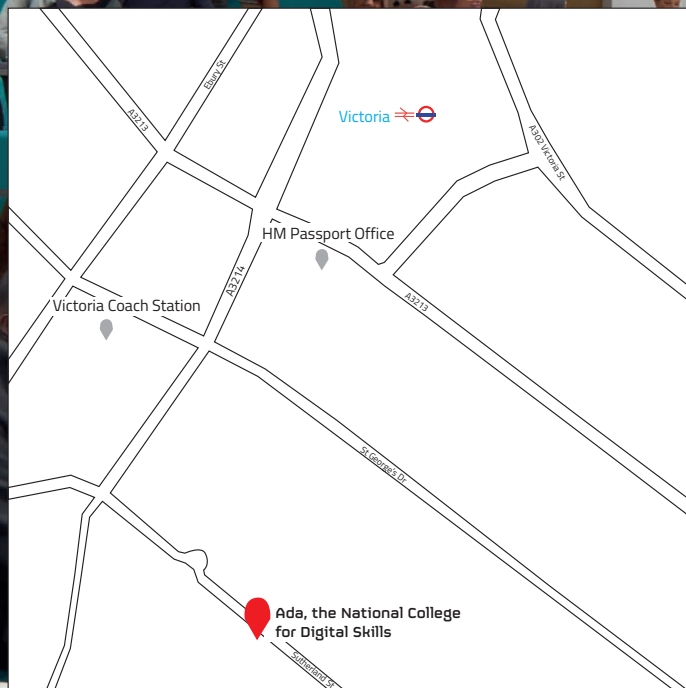 Ebury St
A3213
Victoria
A302 Victoria St
HM Passport Office
A3214
A3213
Victoria Coach Station
St George's Dr
Ada, the National College
for Digital Skills
Sutherland St